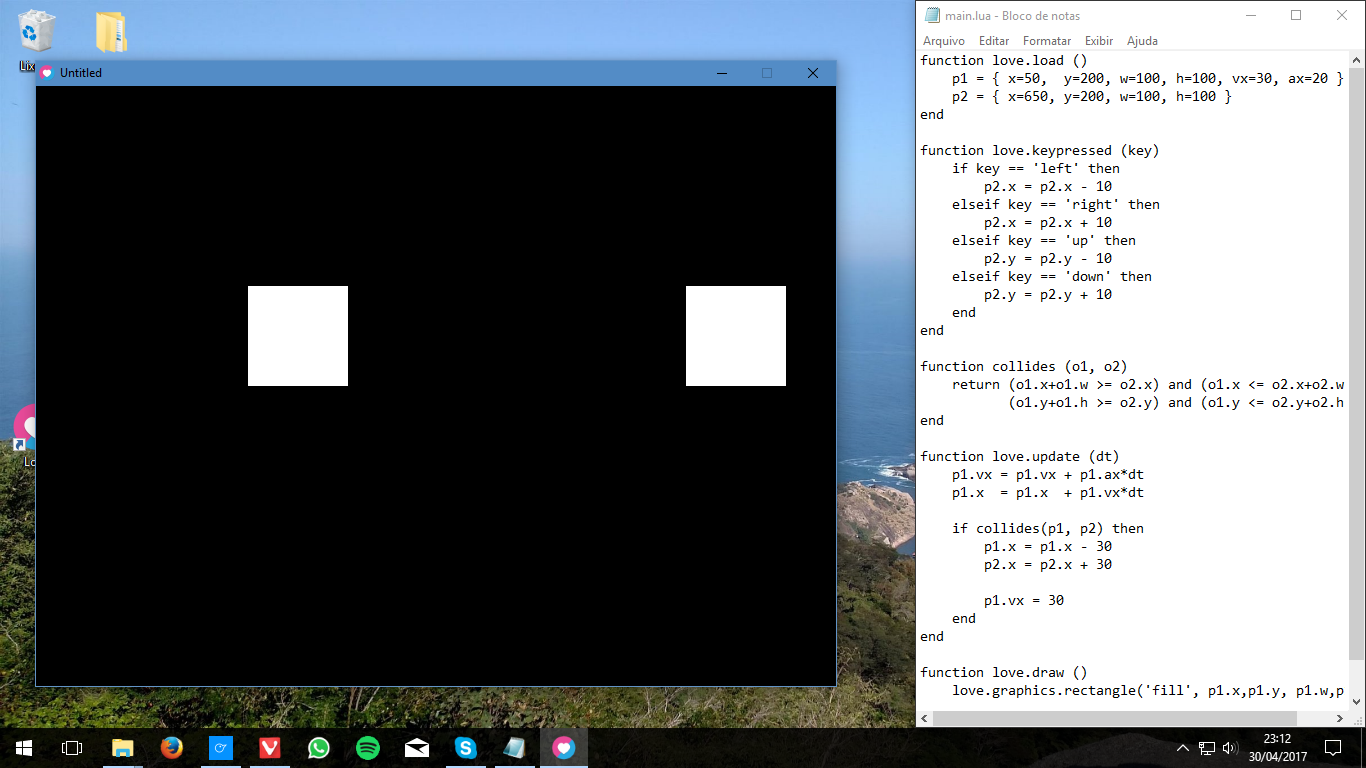 Lix
Untitled
main.lua - Bloco de notas
Arquivo Editar Formatar Exibir Ajuda
function love.load ()
    p1 = { x=50,  y=200, w=100, h=100, vx=30, ax=20 }
    p2 = { x=650, y=200, w=100, h=100 }
end
function love.keypressed (key)
    if key == 'left' then
        p2.x = p2.x - 10
    elseif key == 'right' then
        p2.x = p2.x + 10
    elseif key == 'up' then
        p2.y = p2.y - 10
    elseif key == 'down' then
        p2.y = p2.y + 10
    end
end
function collides (o1, o2)
    return (o1.x+o1.w >= o2.x) and (o1.x <= o2.x+o2.w
           (o1.y+o1.h >= o2.y) and (o1.y <= o2.y+o2.h
end
function love.update (dt)
    p1.vx = p1.vx + p1.ax*dt
    p1.x  = p1.x  + p1.vx*dt
    if collides(p1, p2) then
        p1.x = p1.x - 30
        p2.x = p2.x + 30
        p1.vx = 30
    end
end
function love.draw ()
    love.graphics.rectangle('fill', p1.x,p1.y, p1.w,p
Lo
23:12
30/04/2017